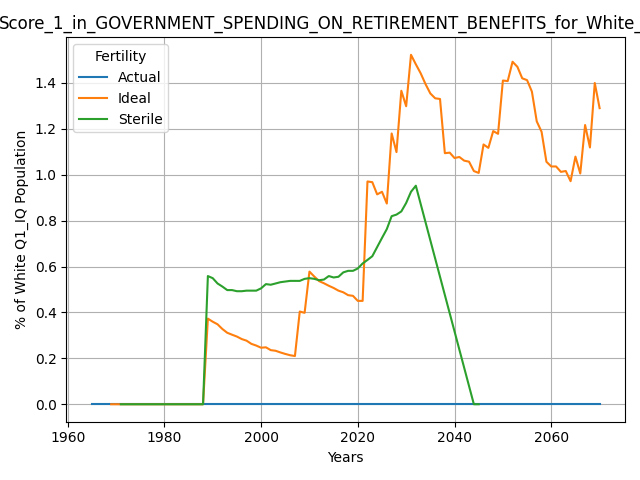 Score_1_in_GOVERNMENT_SPENDING_ON_RETIREMENT_BENEFITS_for_White_
Fertility
Actual
Ideal
Sterile
% of White Q1_IQ Population
1.4
1.2
1.0
0.8
0.6
0.4
0.2
0.0
1960 1980 2000 2020 2040 2060
Years